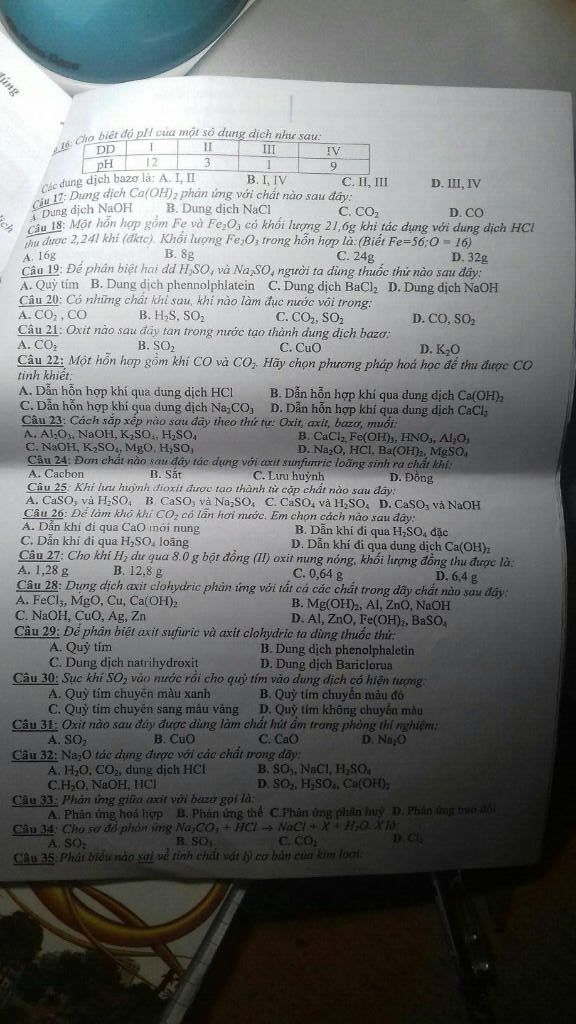 16: Cho biết độ pH của một số dung dịch như sau:
DD I II III IV
pH 12 3 1 9
Các dung dịch bazơ là: A. I, II B. I, IV C. II, III D. III, IV
Câu 17: Dung dịch Ca(OH)₂ phản ứng với chất nào sau đây:
A. Dung dịch NaOH B. Dung dịch NaCl C. CO₂ D. CO
Câu 18: Một hỗn hợp gồm Fe và Fe₂O₃ có khối lượng 21,6g khi tác dụng với dung dịch HCl
thu được 2,24l khí (đktc). Khối lượng Fe₂O₃ trong hỗn hợp là:(Biết Fe=56;O = 16)
A. 16g B. 8g C. 24g D. 32g
Câu 19: Để phân biệt hai dd H₂SO₄ và Na₂SO₄ người ta dùng thuốc thử nào sau đây:
A. Quỳ tím B. Dung dịch phennolphlatein C. Dung dịch BaCl₂ D. Dung dịch NaOH
Câu 20: Có những chất khí sau, khí nào làm đục nước vôi trong:
A. CO₂ , CO B. H₂S, SO₂ C. CO₂, SO₂ D. CO, SO₂
Câu 21: Oxit nào sau đây tan trong nước tạo thành dung dịch bazơ:
A. CO₂ B. SO₂ C. CuO D. K₂O
Câu 22: Một hỗn hợp gồm khí CO và CO₂. Hãy chọn phương pháp hoá học để thu được CO
tinh khiết:
A. Dẫn hỗn hợp khí qua dung dịch HCl B. Dẫn hỗn hợp khí qua dung dịch Ca(OH)₂
C. Dẫn hỗn hợp khí qua dung dịch Na₂CO₃ D. Dẫn hỗn hợp khí qua dung dịch CaCl₂
Câu 23: Cách sắp xếp nào sau đây theo thứ tự: Oxit, axit, bazơ, muối:
A. Al₂O₃, NaOH, K₂SO₄, H₂SO₄ B. CaCl₂, Fe(OH)₃, HNO₃, Al₂O₃
C. NaOH, K₂SO₄, MgO, H₂SO₃ D. Na₂O, HCl, Ba(OH)₂, MgSO₄
Câu 24: Đơn chất nào sau đây tác dụng với axit sunfunric loãng sinh ra chất khí:
A. Cacbon B. Sắt C. Lưu huỳnh D. Đồng
Câu 25: Khí lưu huỳnh đioxit được tạo thành từ cặp chất nào sau đây:
A. CaSO₃ và H₂SO₄ B. CaSO₃ và Na₂SO₄ C. CaSO₄ và H₂SO₄ D. CaSO₃ và NaOH
Câu 26: Để làm khô khí CO₂ có lẫn hơi nước. Em chọn cách nào sau đây:
A. Dẫn khí đi qua CaO mới nung B. Dẫn khí đi qua H₂SO₄ đặc
C. Dẫn khí đi qua H₂SO₄ loãng D. Dẫn khí đi qua dung dịch Ca(OH)₂
Câu 27: Cho khí H₂ dư qua 8.0 g bột đồng (II) oxit nung nóng, khối lượng đồng thu được là:
A. 1,28 g B. 12,8 g C. 0,64 g D. 6,4 g
Câu 28: Dung dịch axit clohydric phản ứng với tất cả các chất trong dãy chất nào sau đây:
A. FeCl₃, MgO, Cu, Ca(OH)₂ B. Mg(OH)₂, Al, ZnO, NaOH
C. NaOH, CuO, Ag, Zn D. Al, ZnO, Fe(OH)₂, BaSO₄
Câu 29: Để phân biệt axit sufuric và axít clohydric ta dùng thuốc thử:
A. Quỳ tím B. Dung dịch phenolphaletin
C. Dung dịch natrihydroxit D. Dung dịch Bariclorua
Câu 30: Sục khí SO₂ vào nước rồi cho quỳ tím vào dung dịch có hiện tượng:
A. Quỳ tím chuyển màu xanh B. Quỳ tím chuyển màu đỏ
C. Quỳ tím chuyển sang màu vàng D. Quỳ tím không chuyển màu
Câu 31: Oxit nào sau đây được dùng làm chất hút ẩm trong phòng thí nghiệm:
A. SO₂ B. CuO C. CaO D. Na₂O
Câu 32: Na₂O tác dụng được với các chất trong dãy:
A. H₂O, CO₂, dung dịch HCl B. SO₃, NaCl, H₂SO₄
C.H₂O, NaOH, HCl D. SO₂, H₂SO₄, Ca(OH)₂
Câu 33: Phản ứng giữa axit với bazơ gọi là:
A. Phản ứng hoá hợp B. Phản ứng thế C.Phản ứng phân huỷ D. Phản ứng trao đổi
Câu 34: Cho sơ đồ phản ứng Na₂CO₃ + HCl → NaCl + X + H₂O. X là:
A. SO₂ B. SO₃ C. CO₂ D. Cl₂
Câu 35:Phát biểu nào sai về tính chất vật lý cơ bản của kim loại: